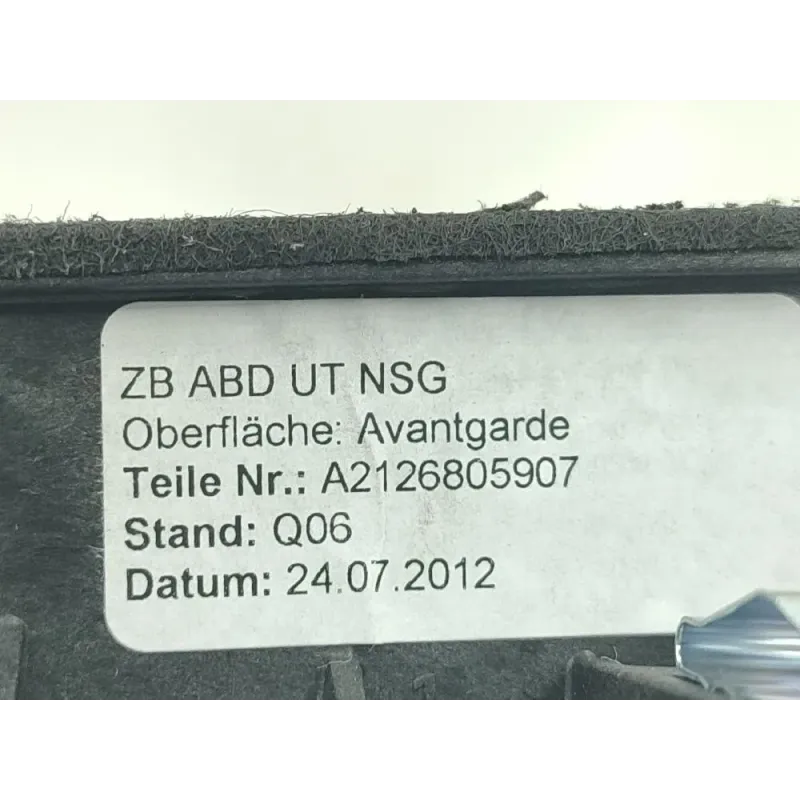 ZB ABD UT NSG
Oberfläche: Avantgarde
Teile Nr.: A2126805907
Stand: Q06
Datum: 24.07.2012